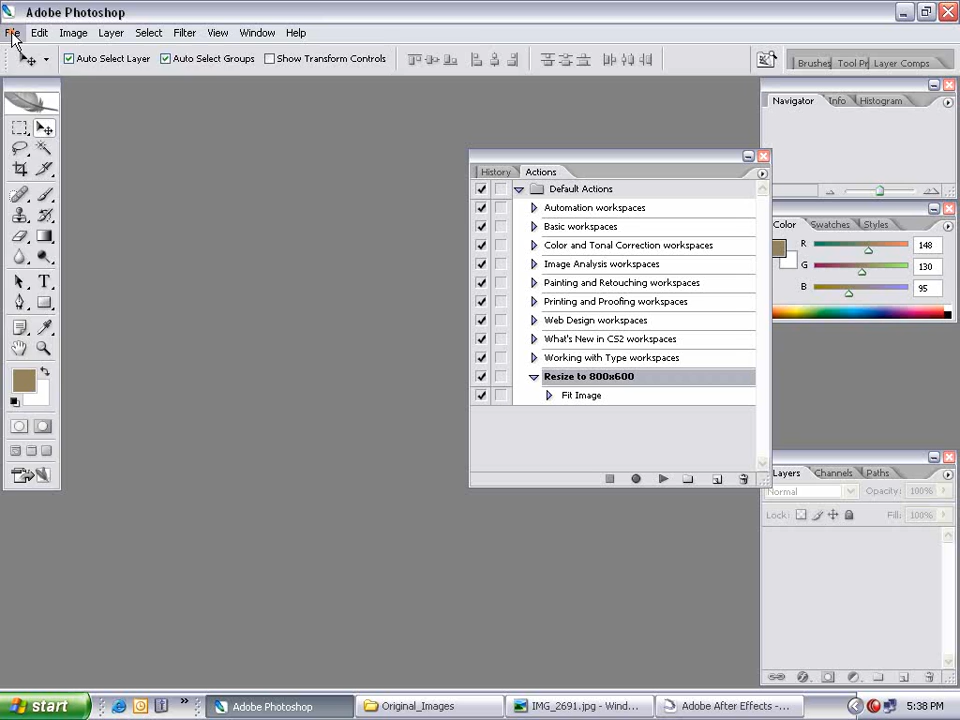 Adobe Photoshop
File Edit Image Layer Select Filter View Window Help
Auto Select Layer Auto Select Groups Show Transform Controls
Brushes Tool Pr Layer Comps
Navigator Info Histogram
History Actions
Default Actions
Automation workspaces
Basic workspaces
Color and Tonal Correction workspaces
Image Analysis workspaces
Painting and Retouching workspaces
Printing and Proofing workspaces
Web Design workspaces
What's New in CS2 workspaces
Working with Type workspaces
Resize to 800x600
Fit Image
Color Swatches Styles
R 148
G 130
B 95
Layers Channels Paths
Normal Opacity: 100%
Lock: Fill: 100%
start Adobe Photoshop Original_Images IMG_2691.jpg - Wind... Adobe After Effects - ... 5:38 PM